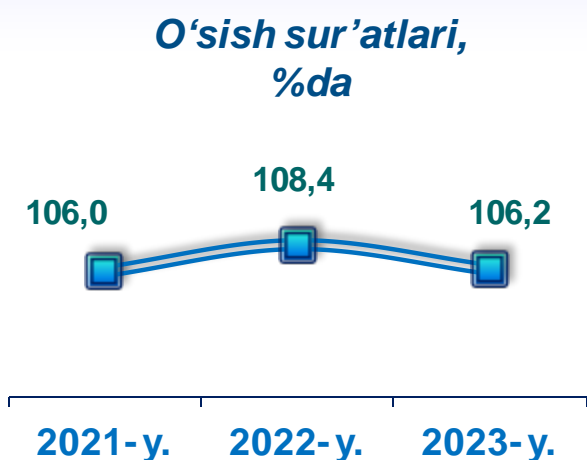 O‘sish sur’atlari,
%da
108,4
106,0
106,2
2021- y.
2022- y.
2023- y.